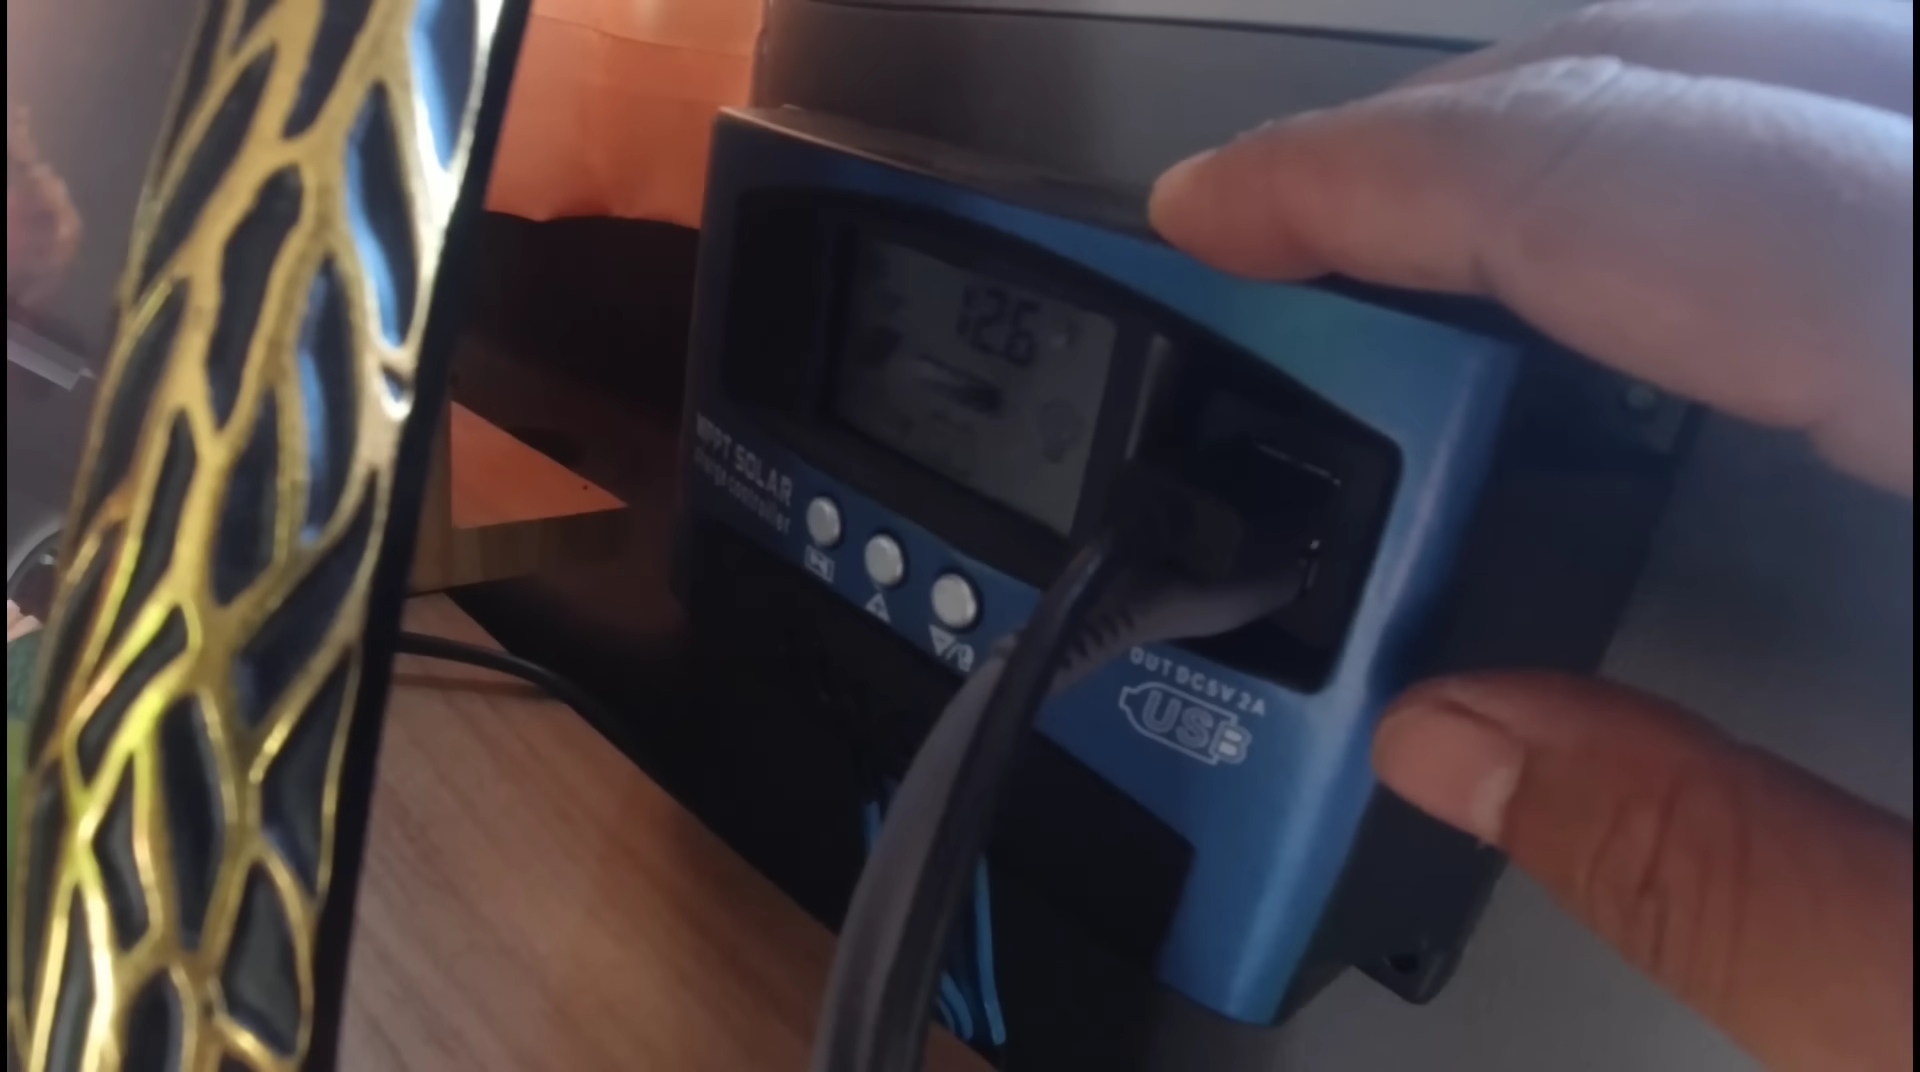 12.6
MPPT SOLAR
charge controller
OUT DC5V 2A
USB